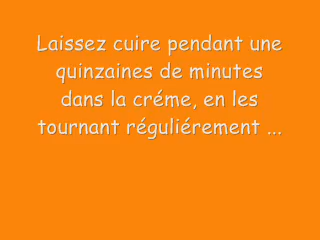 Laissez cuire pendant une
quinzaines de minutes
dans la créme, en les
tournant réguliérement ...